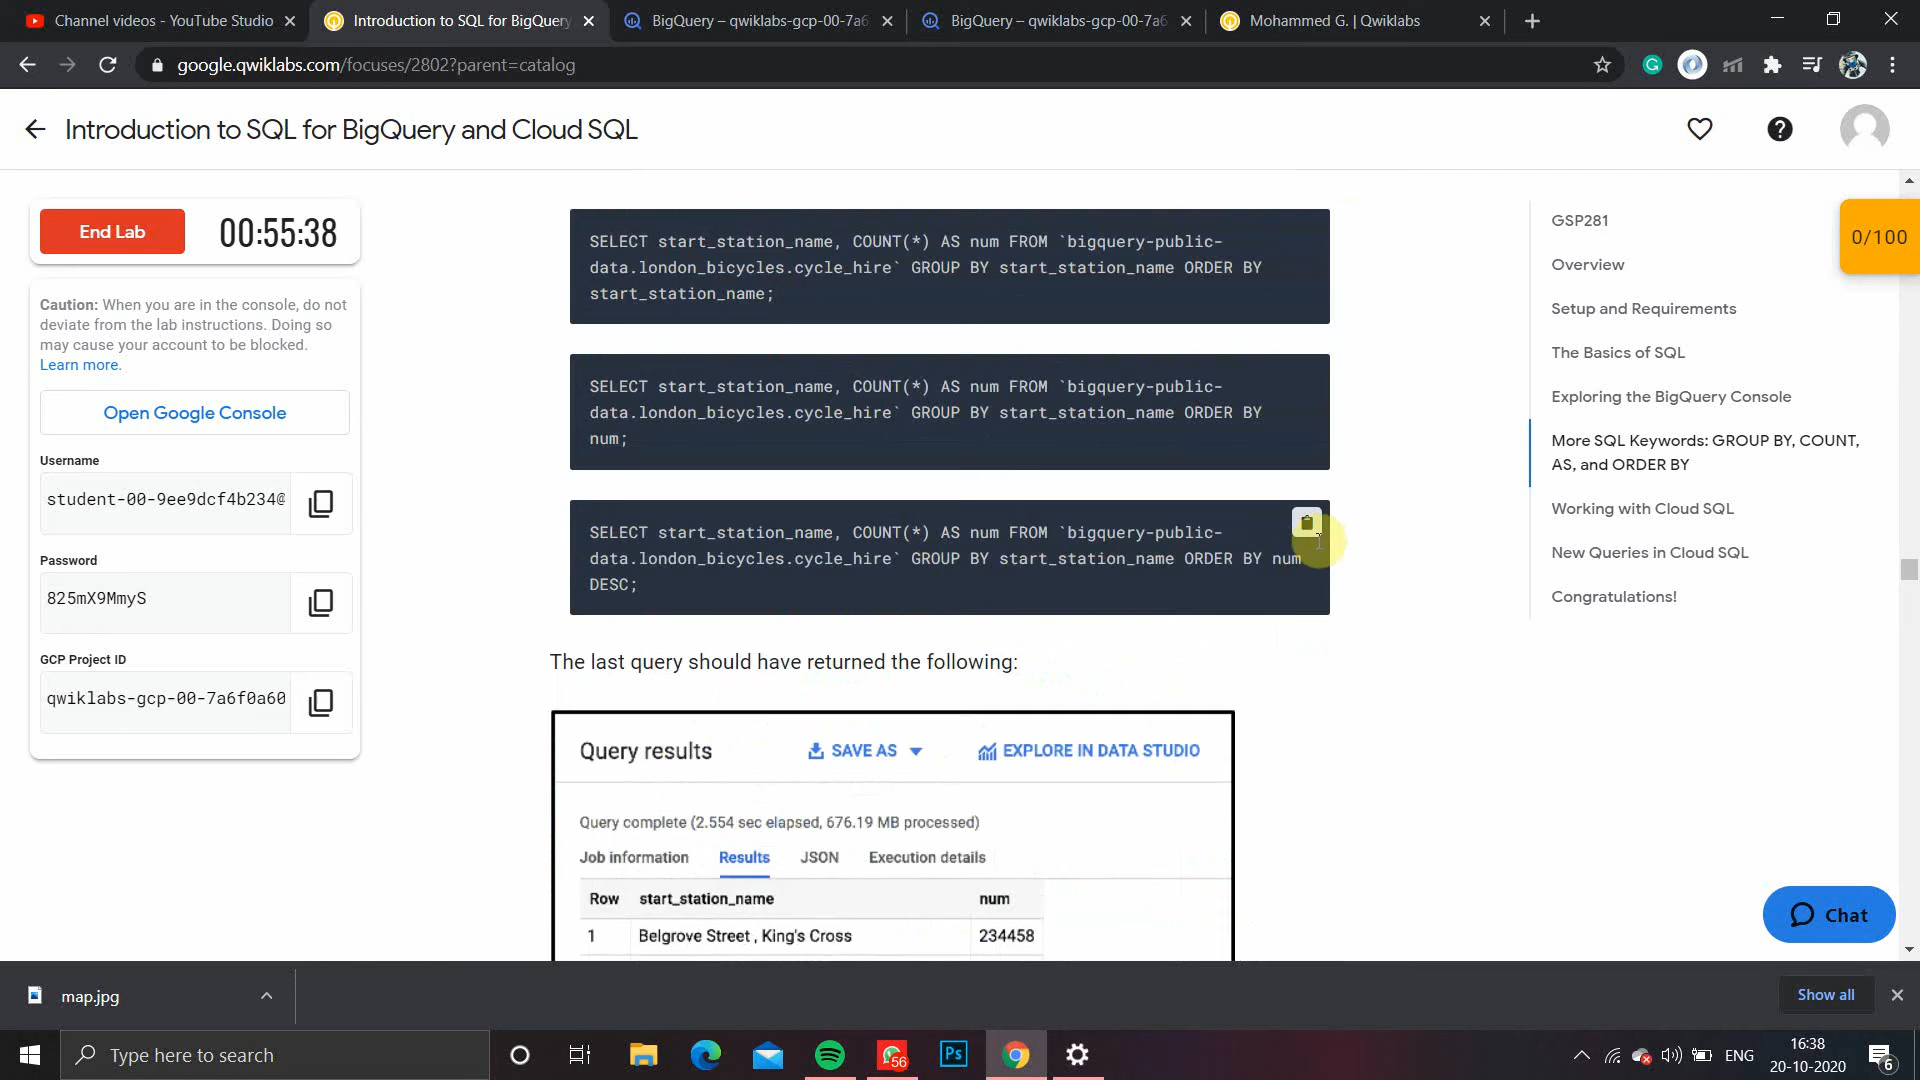 Channel videos - YouTube Studio
Introduction to SQL for BigQuery
BigQuery – qwiklabs-gcp-00-7a6
BigQuery – qwiklabs-gcp-00-7a6
Mohammed G. | Qwiklabs
google.qwiklabs.com/focuses/2802?parent=catalog
Introduction to SQL for BigQuery and Cloud SQL
End Lab
00:55:38
Caution: When you are in the console, do not
deviate from the lab instructions. Doing so
may cause your account to be blocked.
Learn more.
Open Google Console
Username
student-00-9ee9dcf4b234@
Password
825mX9MmyS
GCP Project ID
qwiklabs-gcp-00-7a6f0a60
SELECT start_station_name, COUNT(*) AS num FROM `bigquery-public-
data.london_bicycles.cycle_hire` GROUP BY start_station_name ORDER BY
start_station_name;
SELECT start_station_name, COUNT(*) AS num FROM `bigquery-public-
data.london_bicycles.cycle_hire` GROUP BY start_station_name ORDER BY
num;
SELECT start_station_name, COUNT(*) AS num FROM `bigquery-public-
data.london_bicycles.cycle_hire` GROUP BY start_station_name ORDER BY num
DESC;
The last query should have returned the following:
Query results
SAVE AS
EXPLORE IN DATA STUDIO
Query complete (2.554 sec elapsed, 676.19 MB processed)
Job information
Results
JSON
Execution details
Row
start_station_name
num
1
Belgrove Street , King's Cross
234458
GSP281
Overview
Setup and Requirements
The Basics of SQL
Exploring the BigQuery Console
More SQL Keywords: GROUP BY, COUNT,
AS, and ORDER BY
Working with Cloud SQL
New Queries in Cloud SQL
Congratulations!
0/100
Chat
map.jpg
Show all
Type here to search
56
Ps
ENG
16:38
20-10-2020
6